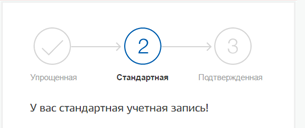 2 3
Упрощенная Стандартная Подтвержденная
У вас стандартная учетная запись!